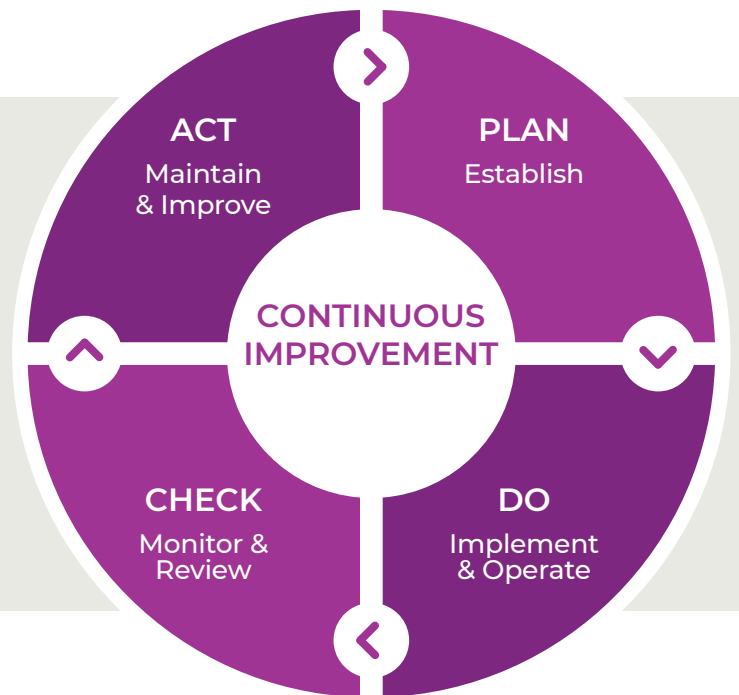 ACT
Maintain
& Improve
PLAN
Establish
CONTINUOUS
IMPROVEMENT
CHECK
Monitor &
Review
DO
Implement
& Operate